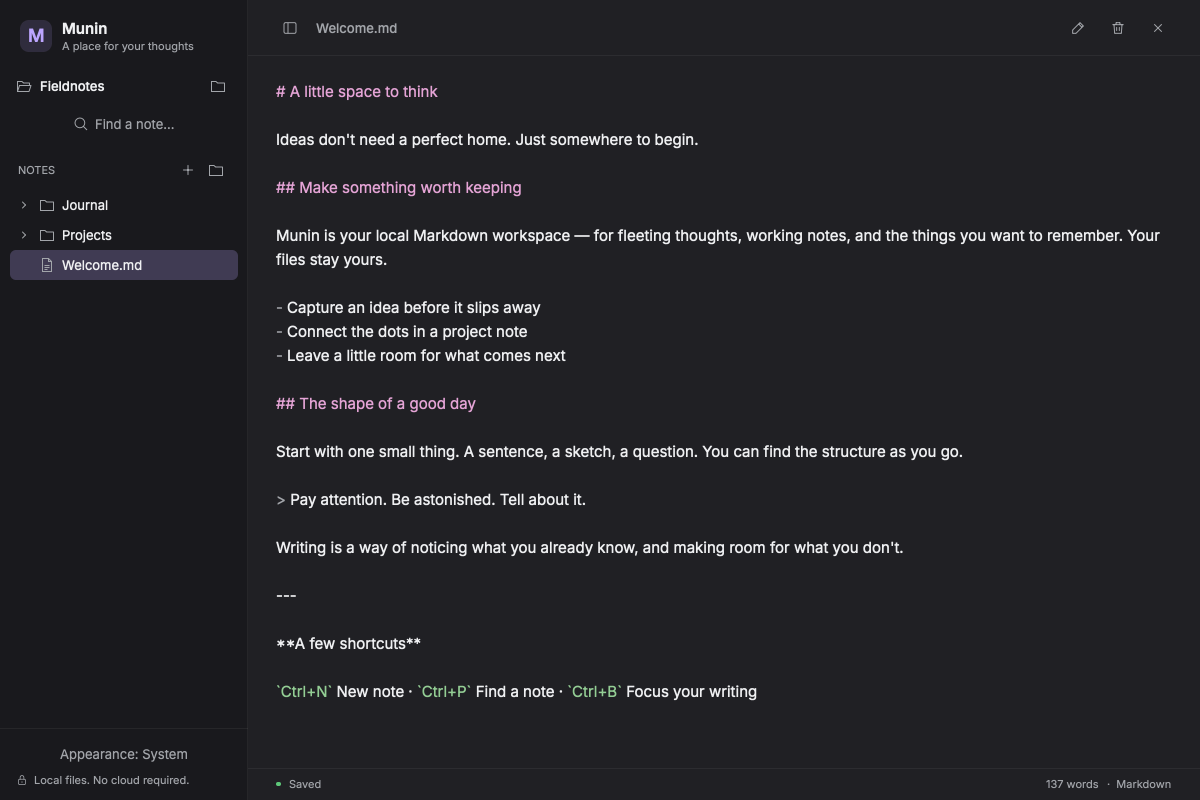 M
Munin
A place for your thoughts
Fieldnotes
Find a note...
NOTES
Journal
Projects
Welcome.md
Appearance: System
Local files. No cloud required.
Welcome.md
# A little space to think
Ideas don't need a perfect home. Just somewhere to begin.
## Make something worth keeping
Munin is your local Markdown workspace — for fleeting thoughts, working notes, and the things you want to remember. Your
files stay yours.
- Capture an idea before it slips away
- Connect the dots in a project note
- Leave a little room for what comes next
## The shape of a good day
Start with one small thing. A sentence, a sketch, a question. You can find the structure as you go.
> Pay attention. Be astonished. Tell about it.
Writing is a way of noticing what you already know, and making room for what you don't.
---
**A few shortcuts**
`Ctrl+N` New note · `Ctrl+P` Find a note · `Ctrl+B` Focus your writing
Saved
137 words · Markdown